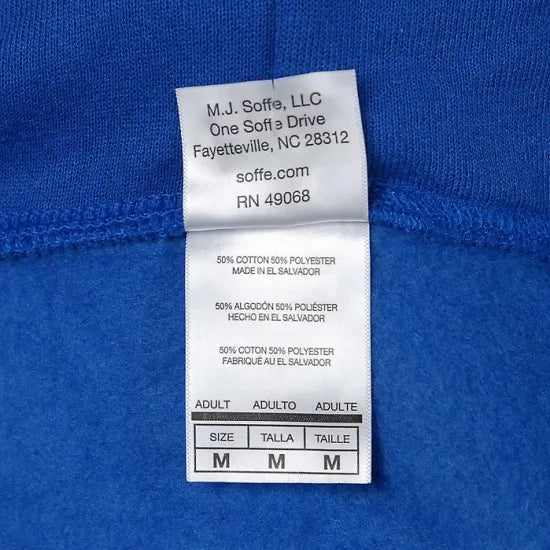 M.J. Soffe, LLC
One Soffe Drive
Fayetteville, NC 28312
soffe.com
RN 49068
50% COTTON 50% POLYESTER
MADE IN EL SALVADOR
50% ALGODÓN 50% POLIÉSTER
HECHO EN EL SALVADOR
50% COTON 50% POLYESTER
FABRIQUÉ AU EL SALVADOR
ADULT ADULTO ADULTE
SIZE TALLA TAILLE
M M M